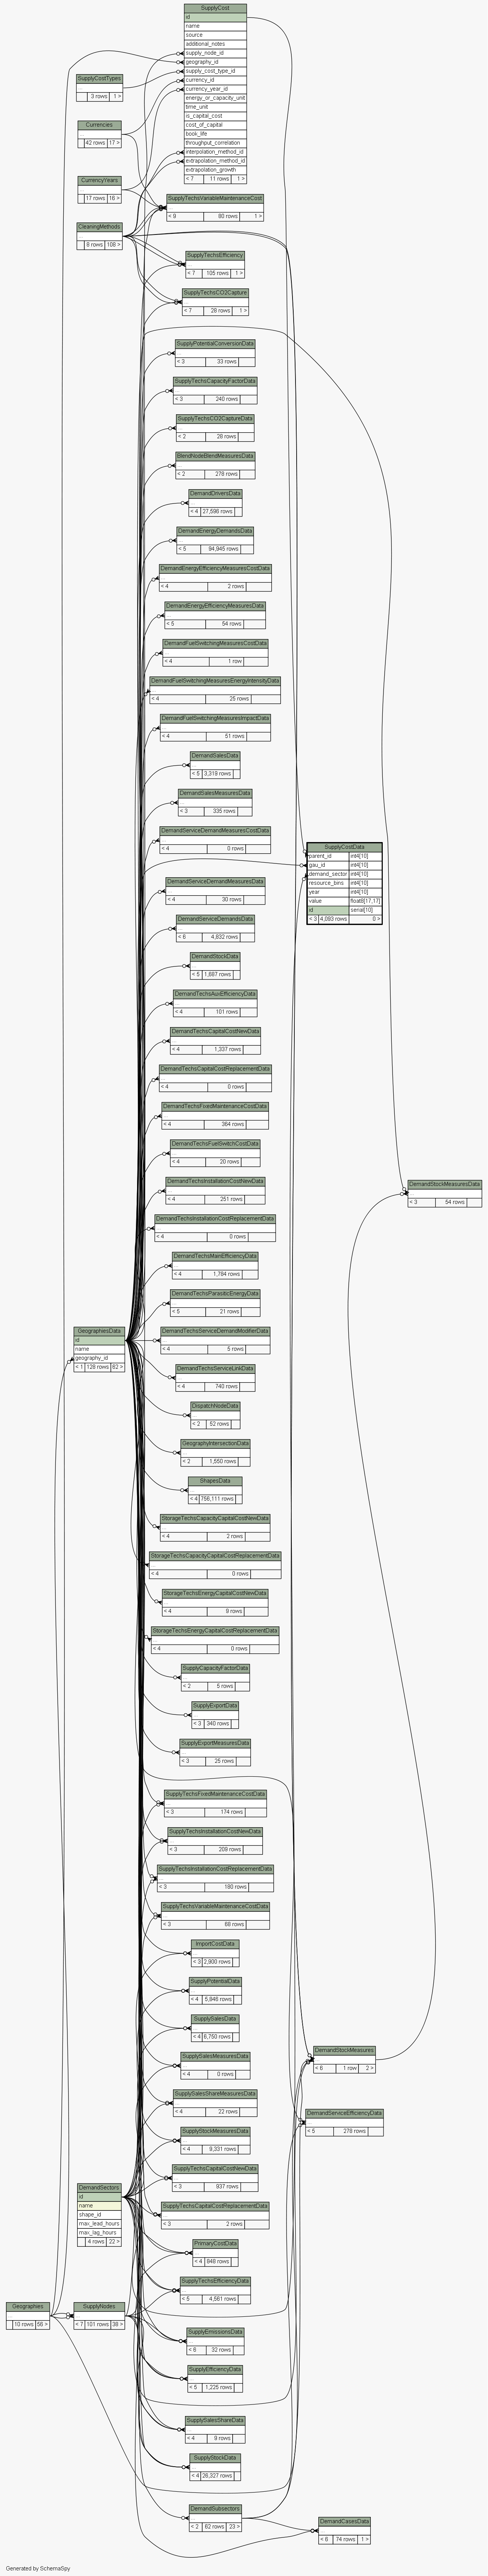 SupplyCost
id
name
source
additional_notes
supply_node_id
geography_id
supply_cost_type_id
currency_id
currency_year_id
energy_or_capacity_unit
time_unit
is_capital_cost
cost_of_capital
book_life
throughput_correlation
interpolation_method_id
extrapolation_method_id
extrapolation_growth
< 7 11 rows 1 >
SupplyCostTypes
...
3 rows 1 >
Currencies
...
42 rows 17 >
CurrencyYears
...
17 rows 16 >
SupplyTechsVariableMaintenanceCost
...
< 9 80 rows 1 >
CleaningMethods
...
8 rows 108 >
SupplyTechsEfficiency
...
< 7 105 rows 1 >
SupplyTechsCO2Capture
...
< 7 28 rows 1 >
SupplyPotentialConversionData
...
< 3 33 rows
SupplyTechsCapacityFactorData
...
< 3 240 rows
SupplyTechsCO2CaptureData
...
< 2 28 rows
BlendNodeBlendMeasuresData
...
< 2 278 rows
DemandDriversData
...
< 4 27,596 rows
DemandEnergyDemandsData
...
< 5 94,945 rows
DemandEnergyEfficiencyMeasuresCostData
...
< 4 2 rows
DemandEnergyEfficiencyMeasuresData
...
< 5 54 rows
DemandFuelSwitchingMeasuresCostData
...
< 4 1 row
DemandFuelSwitchingMeasuresEnergyIntensityData
...
< 4 25 rows
DemandFuelSwitchingMeasuresImpactData
...
< 4 51 rows
DemandSalesData
...
< 5 3,319 rows
DemandSalesMeasuresData
...
< 3 335 rows
DemandServiceDemandMeasuresCostData
...
< 4 0 rows
SupplyCostData
parent_id int4[10]
gau_id int4[10]
demand_sector int4[10]
resource_bins int4[10]
year int4[10]
value float8[17,17]
id serial[10]
< 3 4,093 rows 0 >
DemandServiceDemandMeasuresData
...
< 4 30 rows
DemandServiceDemandsData
...
< 6 4,832 rows
DemandStockData
...
< 5 1,887 rows
DemandTechsAuxEfficiencyData
...
< 4 101 rows
DemandTechsCapitalCostNewData
...
< 4 1,337 rows
DemandTechsCapitalCostReplacementData
...
< 4 0 rows
DemandTechsFixedMaintenanceCostData
...
< 4 364 rows
DemandTechsFuelSwitchCostData
...
< 4 20 rows
DemandTechsInstallationCostNewData
...
< 4 251 rows
DemandStockMeasuresData
...
< 3 54 rows
DemandTechsInstallationCostReplacementData
...
< 4 0 rows
DemandTechsMainEfficiencyData
...
< 4 1,784 rows
DemandTechsParasiticEnergyData
...
< 5 21 rows
GeographiesData
id
name
geography_id
< 1 128 rows 62 >
DemandTechsServiceDemandModifierData
...
< 4 5 rows
DemandTechsServiceLinkData
...
< 4 740 rows
DispatchNodeData
...
< 2 52 rows
GeographyIntersectionData
...
< 2 1,550 rows
ShapesData
...
< 4 756,111 rows
StorageTechsCapacityCapitalCostNewData
...
< 4 2 rows
StorageTechsCapacityCapitalCostReplacementData
...
< 4 0 rows
StorageTechsEnergyCapitalCostNewData
...
< 4 9 rows
StorageTechsEnergyCapitalCostReplacementData
...
< 4 0 rows
SupplyCapacityFactorData
...
< 2 5 rows
SupplyExportData
...
< 3 340 rows
SupplyExportMeasuresData
...
< 3 25 rows
SupplyTechsFixedMaintenanceCostData
...
< 3 174 rows
SupplyTechsInstallationCostNewData
...
< 3 209 rows
SupplyTechsInstallationCostReplacementData
...
< 3 180 rows
SupplyTechsVariableMaintenanceCostData
...
< 3 68 rows
ImportCostData
...
< 3 2,900 rows
SupplyPotentialData
...
< 4 5,846 rows
SupplySalesData
...
< 4 6,750 rows
SupplySalesMeasuresData
...
< 4 0 rows
DemandStockMeasures
...
< 6 1 row 2 >
SupplySalesShareMeasuresData
...
< 4 22 rows
DemandServiceEfficiencyData
...
< 5 278 rows
SupplyStockMeasuresData
...
< 4 9,331 rows
SupplyTechsCapitalCostNewData
...
< 3 937 rows
DemandSectors
id
name
shape_id
max_lead_hours
max_lag_hours
4 rows 22 >
SupplyTechsCapitalCostReplacementData
...
< 3 2 rows
PrimaryCostData
...
< 4 848 rows
SupplyTechsEfficiencyData
...
< 5 4,561 rows
Geographies
...
10 rows 56 >
SupplyNodes
...
< 7 101 rows 38 >
SupplyEmissionsData
...
< 8 32 rows
SupplyEfficiencyData
...
< 5 1,225 rows
SupplySalesShareData
...
< 4 9 rows
SupplyStockData
...
< 4 26,327 rows
DemandSubsectors
...
< 2 62 rows 23 >
DemandCasesData
...
< 6 74 rows 1 >
Generated by SchemaSpy